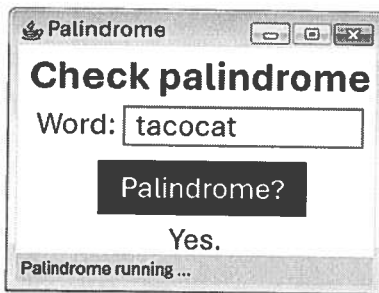 Palindrome
Check palindrome
Word: tacocat
Palindrome?
Yes.
Palindrome running ...